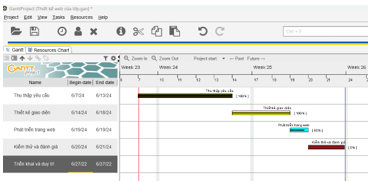 GanttProject [Thiết kế web của lớp.gan] *
Project Edit View Tasks Resources Help
Ctrl + F
Gantt Resources Chart
Zoom In Zoom Out Project start Past Future
GANTT
Week 23 Week 24 Week 25 Week 26
Name Begin date End date
Thu thập yêu cầu 6/7/24 6/13/24
Thu thập yêu cầu
[ 100% ]
Thiết kế giao diện 6/14/24 6/18/24
Thiết kế giao diện
[ 100% ]
Phát triển trang web 6/19/24 6/19/24
Phát triển trang web
Kiểm thử và đánh giá 6/20/24 6/21/24
Kiểm thử và đánh giá
Triển khai và duy trì 6/27/22 6/27/22